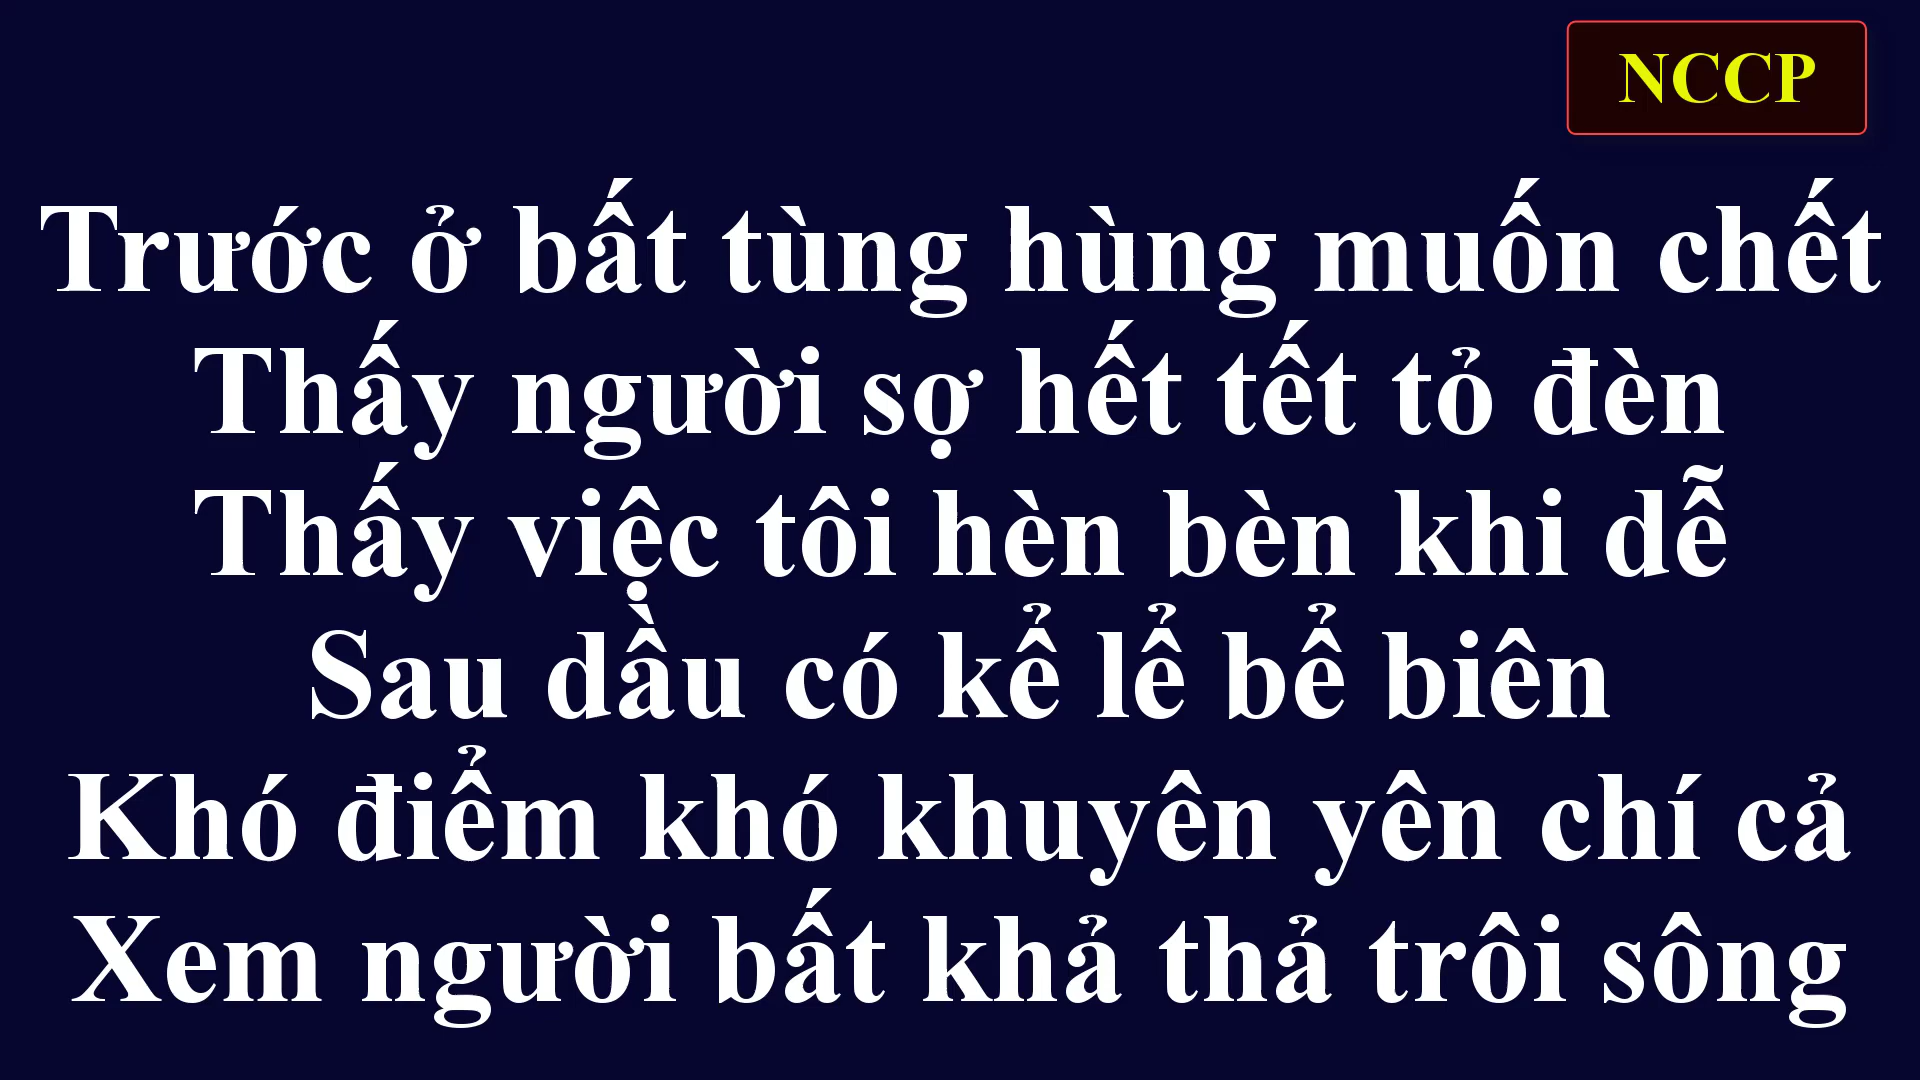 NCCP
Trước ở bất tùng hùng muốn chết
Thấy người sợ hết tết tỏ đèn
Thấy việc tôi hèn bèn khi dễ
Sau dầu có kể lể bể biên
Khó điểm khó khuyên yên chí cả
Xem người bất khả thả trôi sông